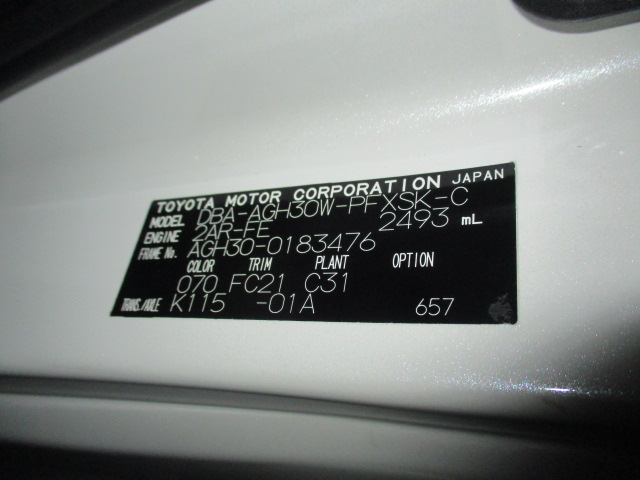 TOYOTA MOTOR CORPORATION JAPAN
MODEL DBA-AGH30W-PFXSK-C
ENGINE 2AR-FE 2493 mL
FRAME No. AGH30-0183476
COLOR TRIM PLANT OPTION
070 FC21 C31
TRANS./AXLE K115 -01A 657